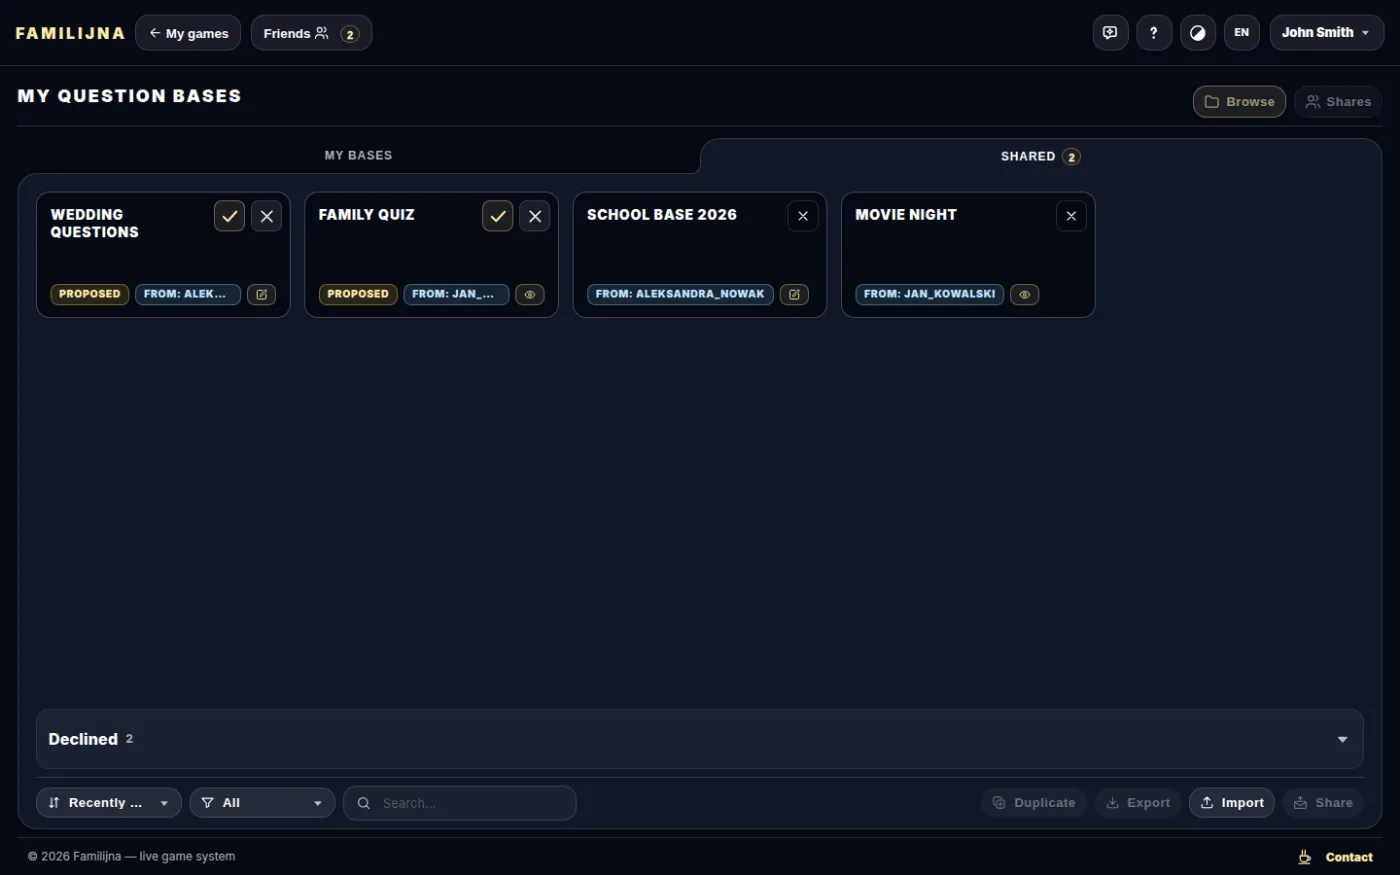 FAMILIJNA
My games
Friends 2
?
EN
John Smith
MY QUESTION BASES
Browse
Shares
MY BASES
SHARED 2
WEDDING
QUESTIONS
PROPOSED
FROM: ALEK...
FAMILY QUIZ
PROPOSED
FROM: JAN_...
SCHOOL BASE 2026
FROM: ALEKSANDRA_NOWAK
MOVIE NIGHT
FROM: JAN_KOWALSKI
Declined 2
Recently ...
All
Search...
Duplicate
Export
Import
Share
© 2026 Familijna — live game system
Contact